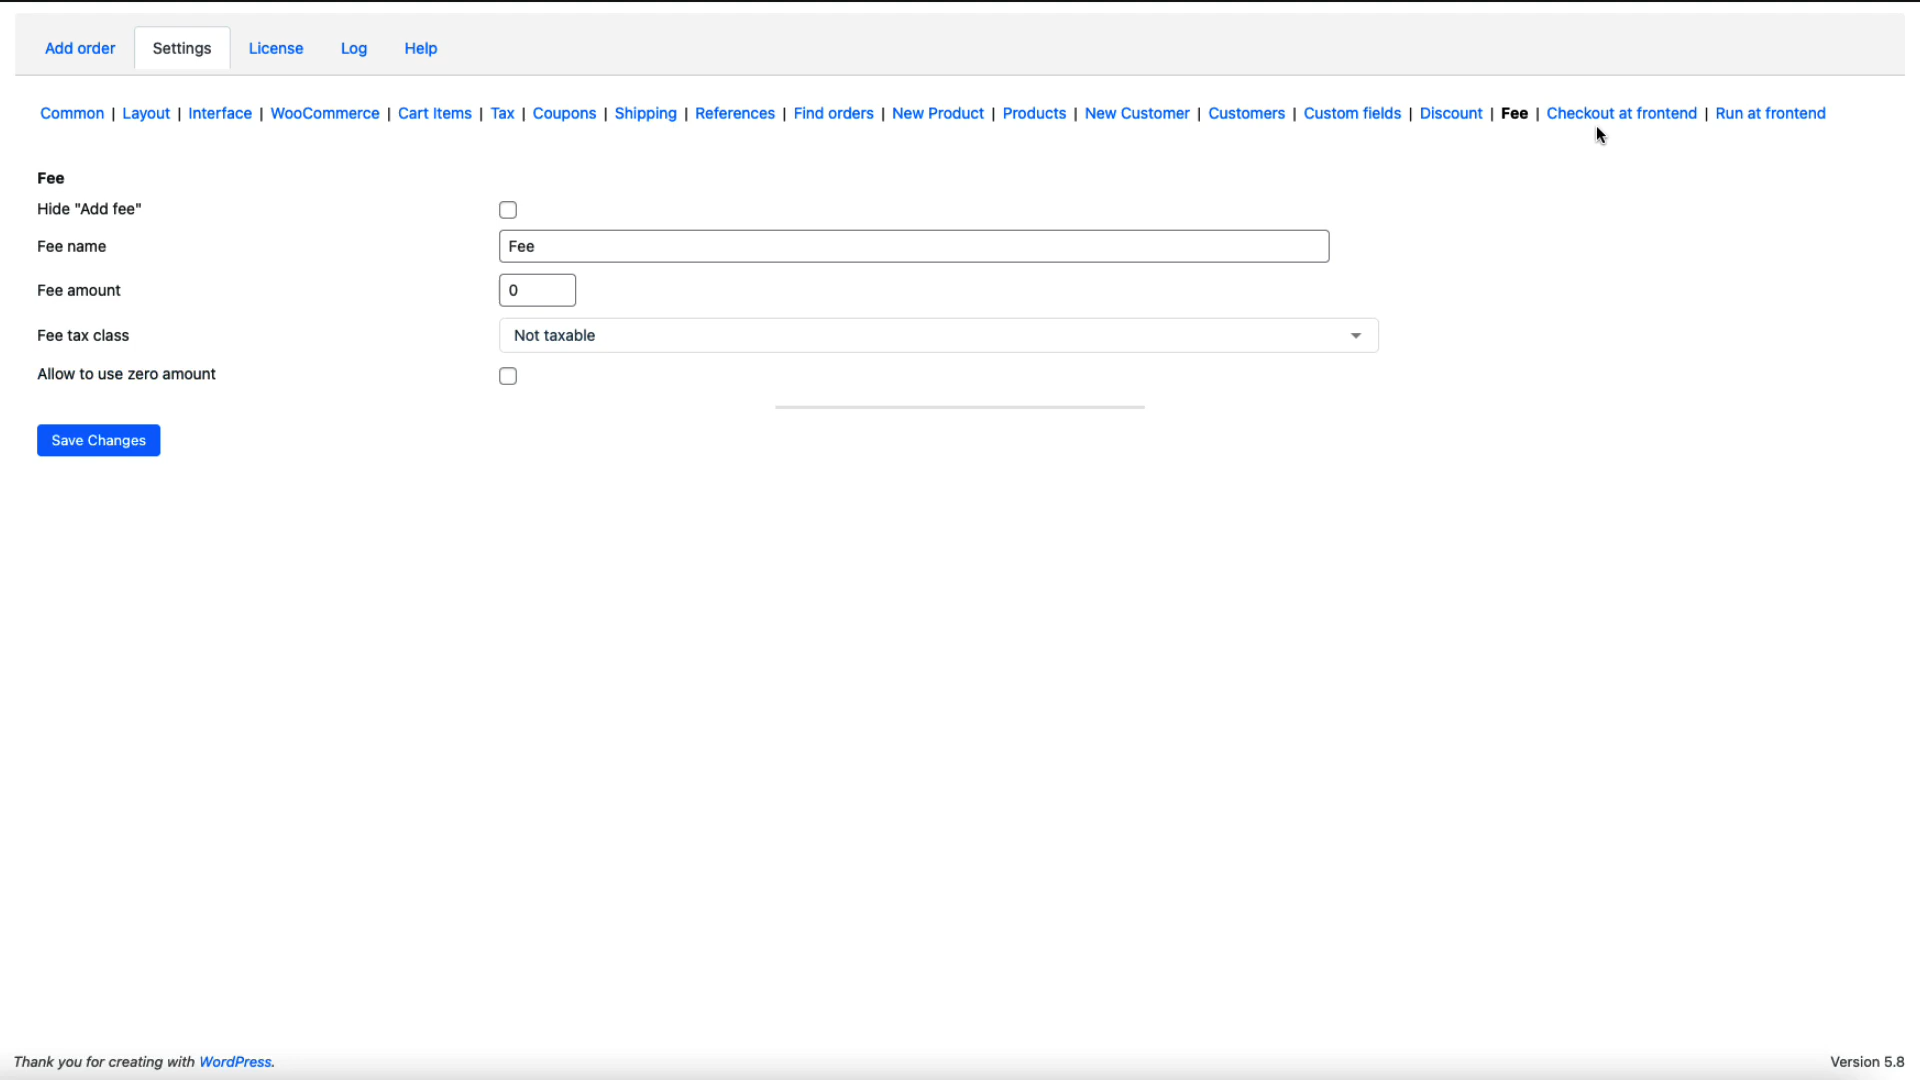 Add order Settings License Log Help
Common | Layout | Interface | WooCommerce | Cart Items | Tax | Coupons | Shipping | References | Find orders | New Product | Products | New Customer | Customers | Custom fields | Discount | Fee | Checkout at frontend | Run at frontend
Fee
Hide "Add fee"
Fee name Fee
Fee amount 0
Fee tax class Not taxable
Allow to use zero amount
Save Changes
Thank you for creating with WordPress. Version 5.8